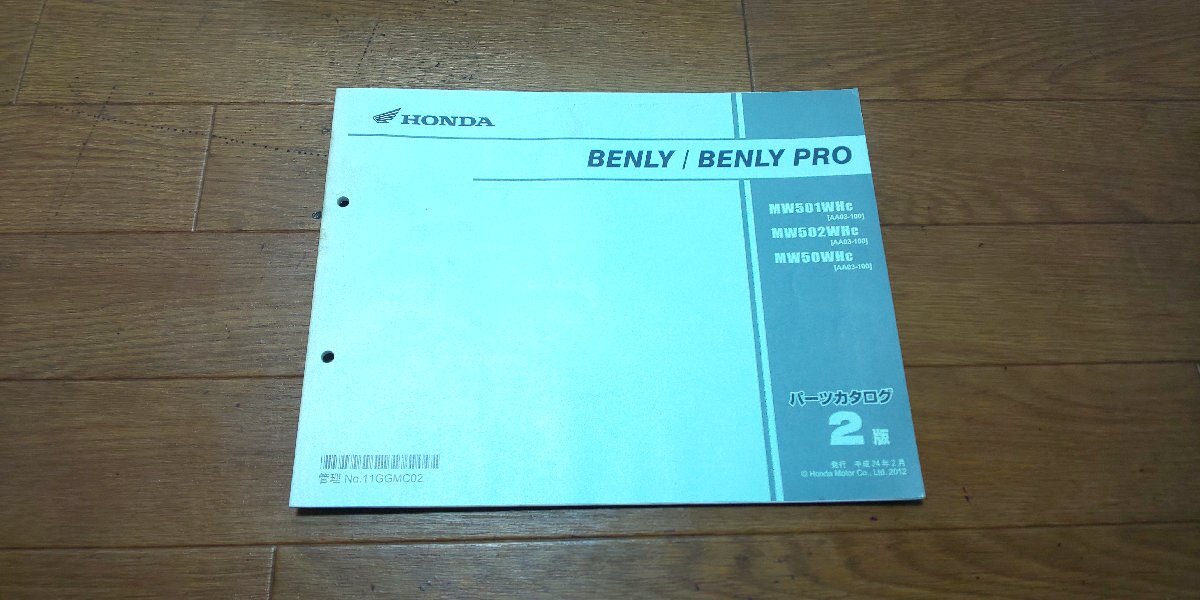 HONDA
BENLY / BENLY PRO
MW501WHc
[AA03-100]
MW502WHc
[AA03-100]
MW50WHc
[AA03-100]
パーツカタログ
2版
発行 平成24年2月
© Honda Motor Co., Ltd. 2012
管理 No.11GGMC02